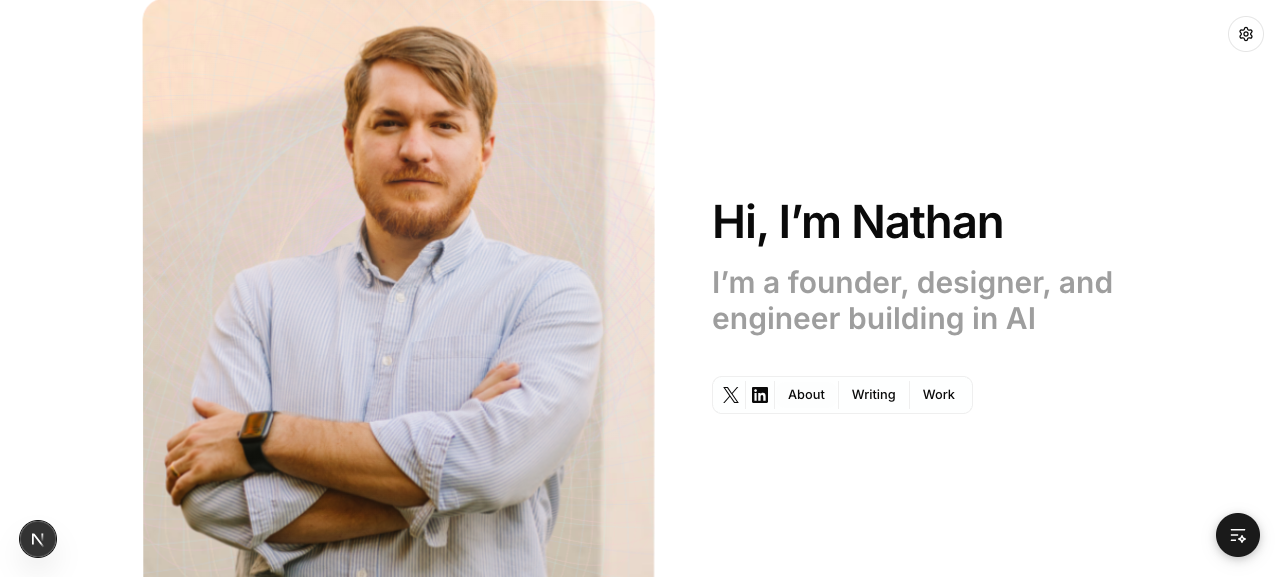 Hi, I’m Nathan
I’m a founder, designer, and
engineer building in AI
About Writing Work